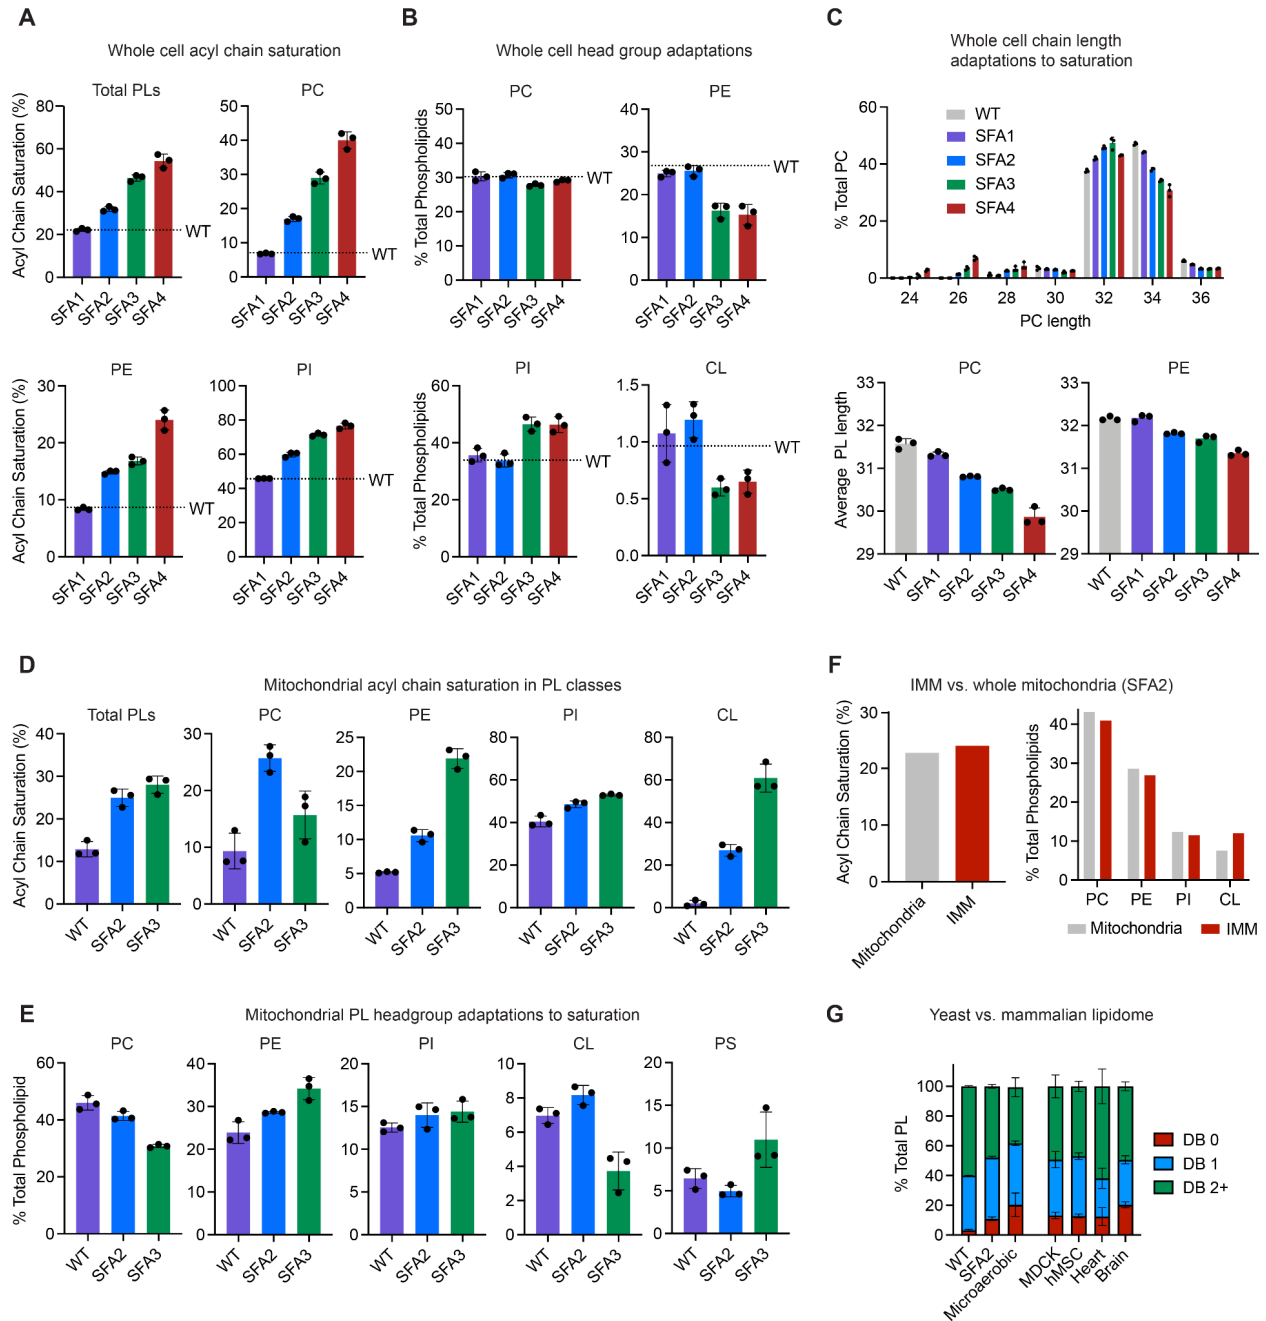 A
Whole cell acyl chain saturation
Total PLs
PC
Acyl Chain Saturation (%)
80
60
40
20
0
WT
SFA1
SFA2
SFA3
SFA4
50
40
30
20
10
0
WT
SFA1
SFA2
SFA3
SFA4
PE
PI
Acyl Chain Saturation (%)
30
20
10
0
WT
SFA1
SFA2
SFA3
SFA4
100
80
60
40
20
0
WT
SFA1
SFA2
SFA3
SFA4
B
Whole cell head group adaptations
PC
PE
% Total Phospholipids
50
40
30
20
10
0
WT
SFA1
SFA2
SFA3
SFA4
40
30
20
10
0
WT
SFA1
SFA2
SFA3
SFA4
PI
CL
% Total Phospholipids
60
40
20
0
WT
SFA1
SFA2
SFA3
SFA4
1.5
1.0
0.5
0.0
WT
SFA1
SFA2
SFA3
SFA4
C
Whole cell chain length
adaptations to saturation
% Total PC
60
40
20
0
WT
SFA1
SFA2
SFA3
SFA4
24 26 28 30 32 34 36
PC length
PC
PE
Average PL length
33
32
31
30
29
WT
SFA1
SFA2
SFA3
SFA4
33
32
31
30
29
WT
SFA1
SFA2
SFA3
SFA4
D
Mitochondrial acyl chain saturation in PL classes
Total PLs
PC
PE
PI
CL
Acyl Chain Saturation (%)
40
30
20
10
0
WT
SFA2
SFA3
30
20
10
0
WT
SFA2
SFA3
25
20
15
10
5
0
WT
SFA2
SFA3
80
60
40
20
0
WT
SFA2
SFA3
80
60
40
20
0
WT
SFA2
SFA3
F
IMM vs. whole mitochondria (SFA2)
Acyl Chain Saturation (%)
30
20
10
0
Mitochondria
IMM
% Total Phospholipids
40
30
20
10
0
PC PE PI CL
Mitochondria
IMM
E
Mitochondrial PL headgroup adaptations to saturation
PC
PE
PI
CL
PS
% Total Phospholipid
60
40
20
0
WT
SFA2
SFA3
40
30
20
10
0
WT
SFA2
SFA3
20
15
10
5
0
WT
SFA2
SFA3
10
8
6
4
2
0
WT
SFA2
SFA3
20
15
10
5
0
WT
SFA2
SFA3
G
Yeast vs. mammalian lipidome
% Total PL
100
80
60
40
20
0
WT
SFA2
Microaerobic
MDCK
hMSC
Heart
Brain
DB 0
DB 1
DB 2+